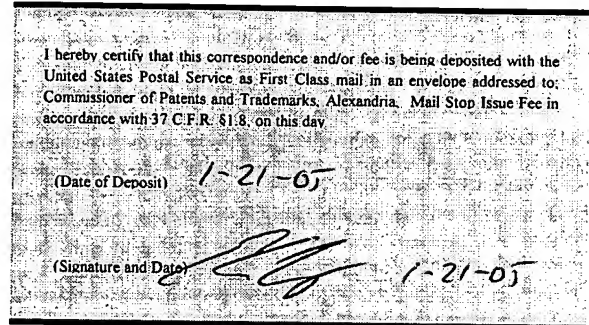 I hereby certify that this correspondence and/or fee is being deposited with the
United States Postal Service as First Class mail in an envelope addressed to:
Commissioner of Patents and Trademarks, Alexandria, Mail Stop Issue Fee in
accordance with 37 C.F.R. §1.8, on this day
(Date of Deposit) 1-21-05
(Signature and Date) 1-21-05